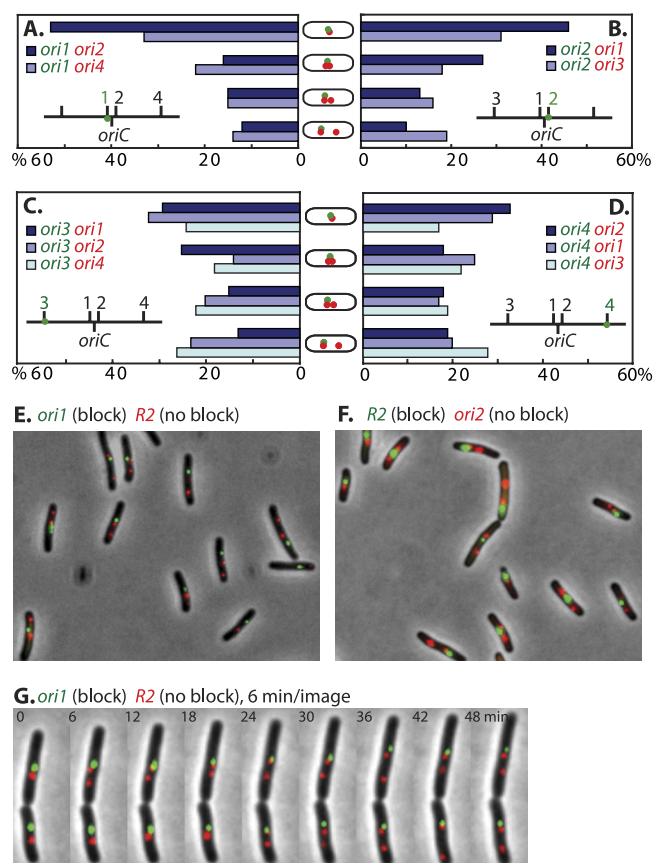 A.
ori1 ori2
ori1 ori4
1 2 4
oriC
% 60 40 20 0
B.
ori2 ori1
ori2 ori3
3 1 2
oriC
0 20 40 60%
C.
ori3 ori1
ori3 ori2
ori3 ori4
3 1 2 4
oriC
% 60 40 20 0
D.
ori4 ori2
ori4 ori1
ori4 ori3
3 1 2 4
oriC
0 20 40 60%
E. ori1 (block) R2 (no block)
F. R2 (block) ori2 (no block)
G. ori1 (block) R2 (no block), 6 min/image
0 6 12 18 24 30 36 42 48 min